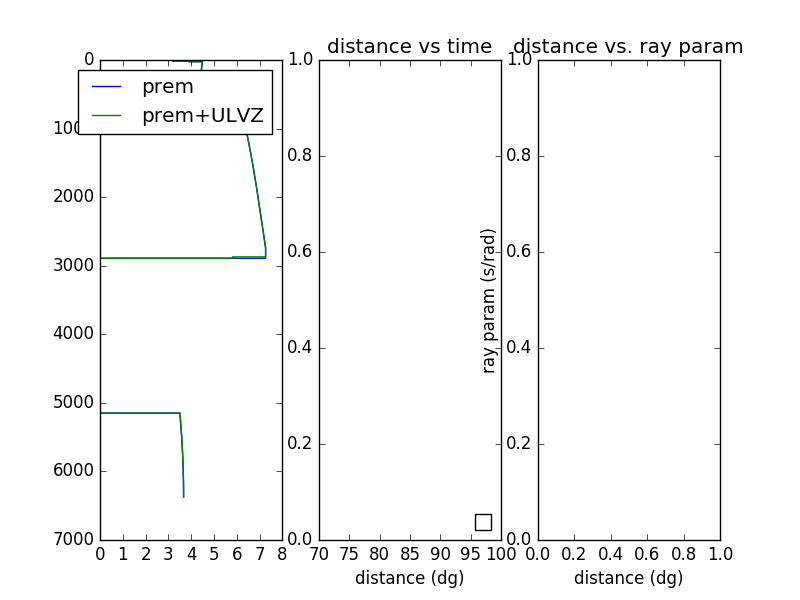 distance vs time
distance vs. ray param
0
1000
2000
3000
4000
5000
6000
7000
prem
prem+ULVZ
0 1 2 3 4 5 6 7 8
1.0
0.8
0.6
0.4
0.2
0.0
70 75 80 85 90 95 100
distance (dg)
ray param (s/rad)
1.0
0.8
0.6
0.4
0.2
0.0
0.0 0.2 0.4 0.6 0.8 1.0
distance (dg)